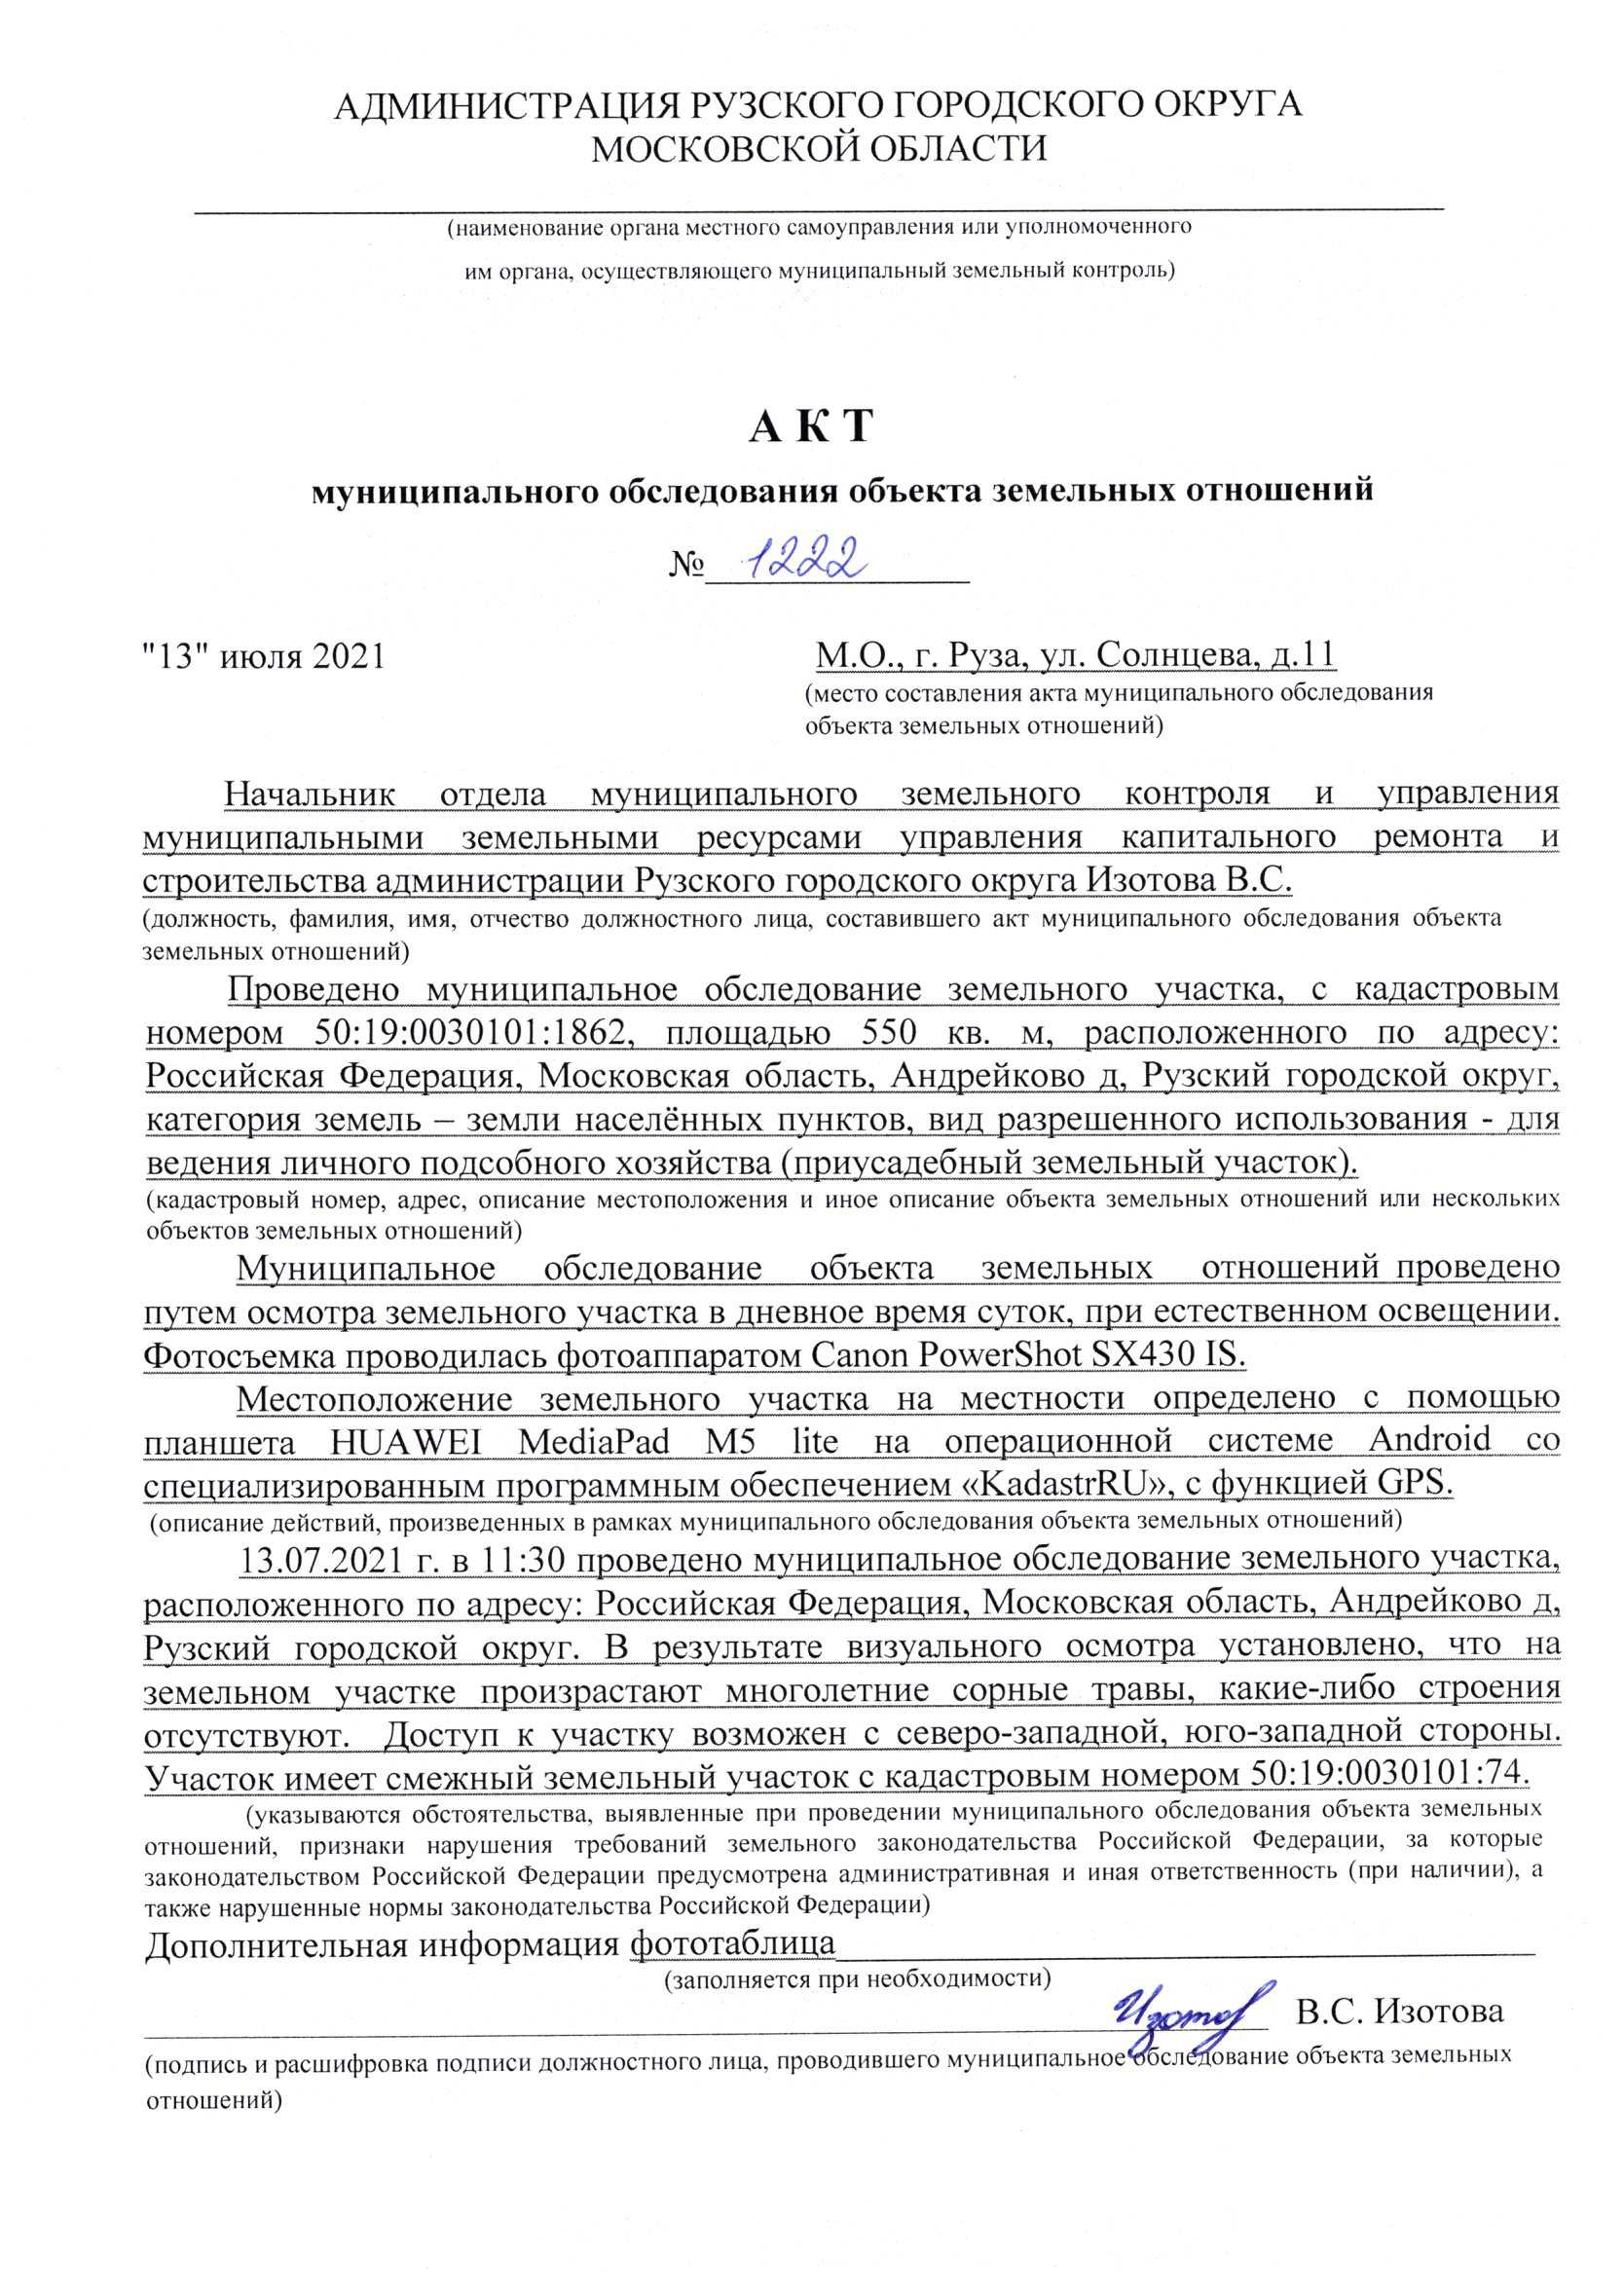 АДМИНИСТРАЦИЯ РУЗСКОГО ГОРОДСКОГО ОКРУГА
МОСКОВСКОЙ ОБЛАСТИ
(наименование органа местного самоуправления или уполномоченного
им органа, осуществляющего муниципальный земельный контроль)
А К Т
муниципального обследования объекта земельных отношений
№ 1222
"13" июля 2021 М.О., г. Руза, ул. Солнцева, д.11
(место составления акта муниципального обследования
объекта земельных отношений)
Начальник отдела муниципального земельного контроля и управления
муниципальными земельными ресурсами управления капитального ремонта и
строительства администрации Рузского городского округа Изотова В.С.
(должность, фамилия, имя, отчество должностного лица, составившего акт муниципального обследования объекта
земельных отношений)
Проведено муниципальное обследование земельного участка, с кадастровым
номером 50:19:0030101:1862, площадью 550 кв. м, расположенного по адресу:
Российская Федерация, Московская область, Андрейково д, Рузский городской округ,
категория земель – земли населённых пунктов, вид разрешенного использования - для
ведения личного подсобного хозяйства (приусадебный земельный участок).
(кадастровый номер, адрес, описание местоположения и иное описание объекта земельных отношений или нескольких
объектов земельных отношений)
Муниципальное обследование объекта земельных отношений проведено
путем осмотра земельного участка в дневное время суток, при естественном освещении.
Фотосъемка проводилась фотоаппаратом Canon PowerShot SX430 IS.
Местоположение земельного участка на местности определено с помощью
планшета HUAWEI MediaPad M5 lite на операционной системе Android со
специализированным программным обеспечением «KadastrRU», с функцией GPS.
(описание действий, произведенных в рамках муниципального обследования объекта земельных отношений)
13.07.2021 г. в 11:30 проведено муниципальное обследование земельного участка,
расположенного по адресу: Российская Федерация, Московская область, Андрейково д,
Рузский городской округ. В результате визуального осмотра установлено, что на
земельном участке произрастают многолетние сорные травы, какие-либо строения
отсутствуют. Доступ к участку возможен с северо-западной, юго-западной стороны.
Участок имеет смежный земельный участок с кадастровым номером 50:19:0030101:74.
(указываются обстоятельства, выявленные при проведении муниципального обследования объекта земельных
отношений, признаки нарушения требований земельного законодательства Российской Федерации, за которые
законодательством Российской Федерации предусмотрена административная и иная ответственность (при наличии), а
также нарушенные нормы законодательства Российской Федерации)
Дополнительная информация фототаблица
(заполняется при необходимости)
Изотов В.С. Изотова
(подпись и расшифровка подписи должностного лица, проводившего муниципальное обследование объекта земельных
отношений)